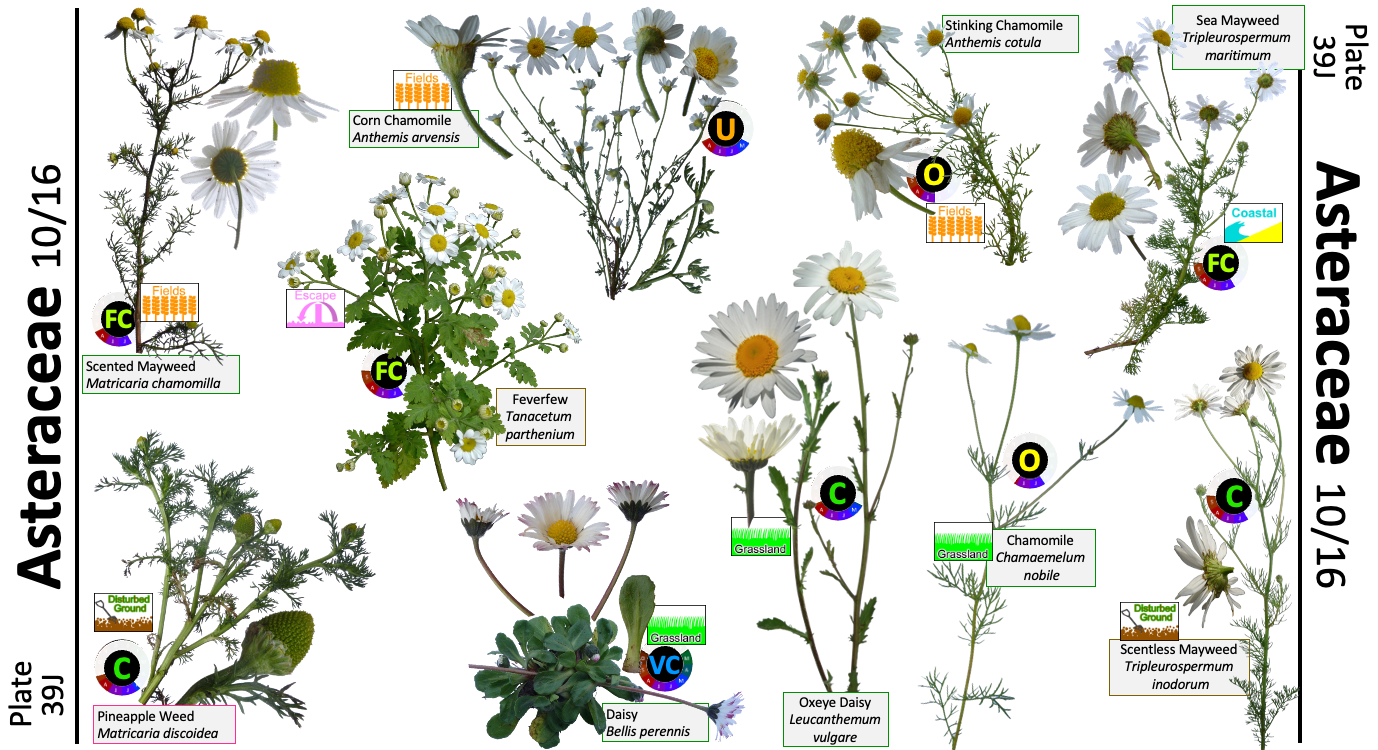 Plate
39J
Asteraceae 10/16
Scented Mayweed
Matricaria chamomilla
FC
Fields
Corn Chamomile
Anthemis arvensis
Fields
U
Stinking Chamomile
Anthemis cotula
O
Fields
Sea Mayweed
Tripleurospermum
maritimum
Coastal
FC
Plate
39J
Asteraceae 10/16
Escape
FC
Feverfew
Tanacetum
parthenium
Disturbed
Ground
C
Pineapple Weed
Matricaria discoidea
Grassland
VC
Daisy
Bellis perennis
Grassland
C
Oxeye Daisy
Leucanthemum
vulgare
O
Grassland
Chamomile
Chamaemelum
nobile
C
Disturbed
Ground
Scentless Mayweed
Tripleurospermum
inodorum